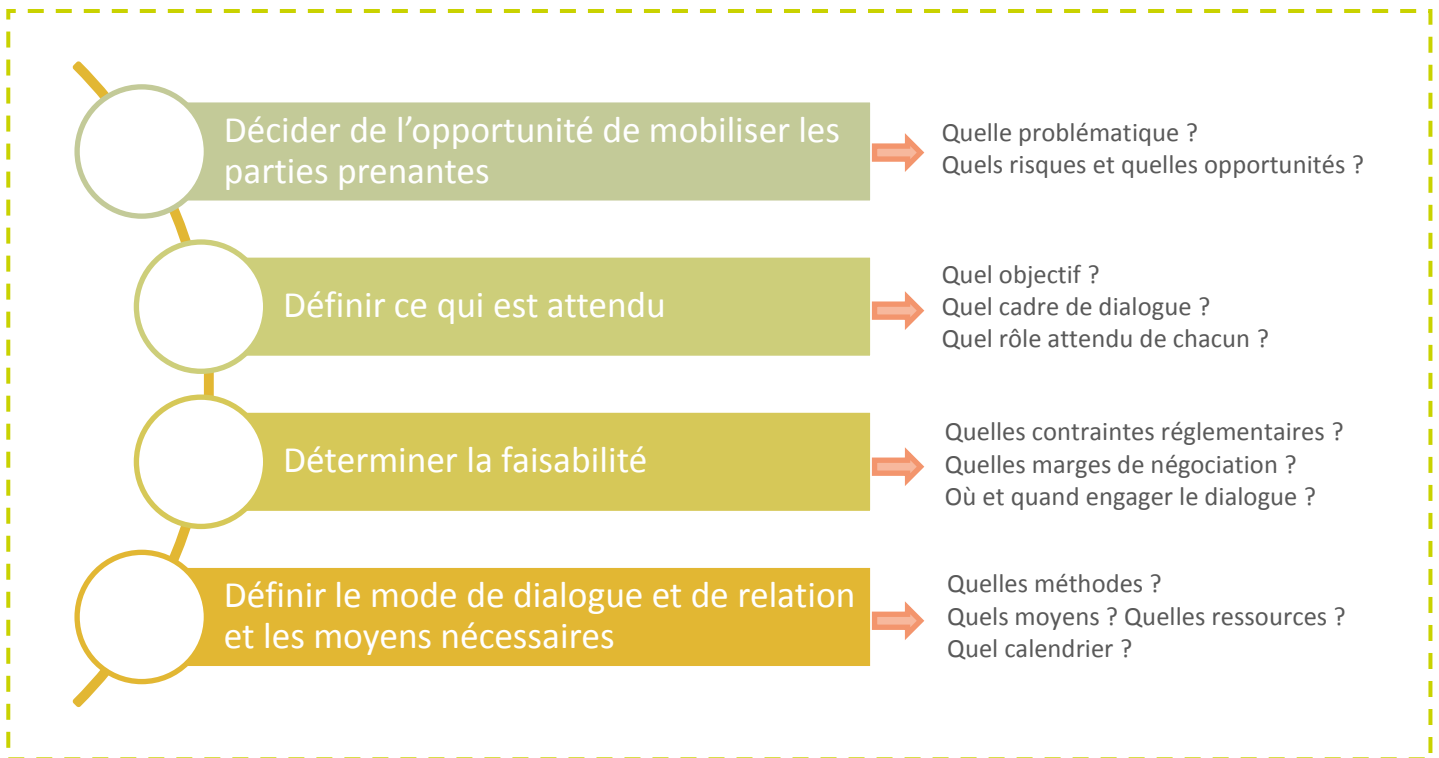 Décider de l’opportunité de mobiliser les
parties prenantes
Quelle problématique ?
Quels risques et quelles opportunités ?
Définir ce qui est attendu
Quel objectif ?
Quel cadre de dialogue ?
Quel rôle attendu de chacun ?
Déterminer la faisabilité
Quelles contraintes réglementaires ?
Quelles marges de négociation ?
Où et quand engager le dialogue ?
Définir le mode de dialogue et de relation
et les moyens nécessaires
Quelles méthodes ?
Quels moyens ? Quelles ressources ?
Quel calendrier ?